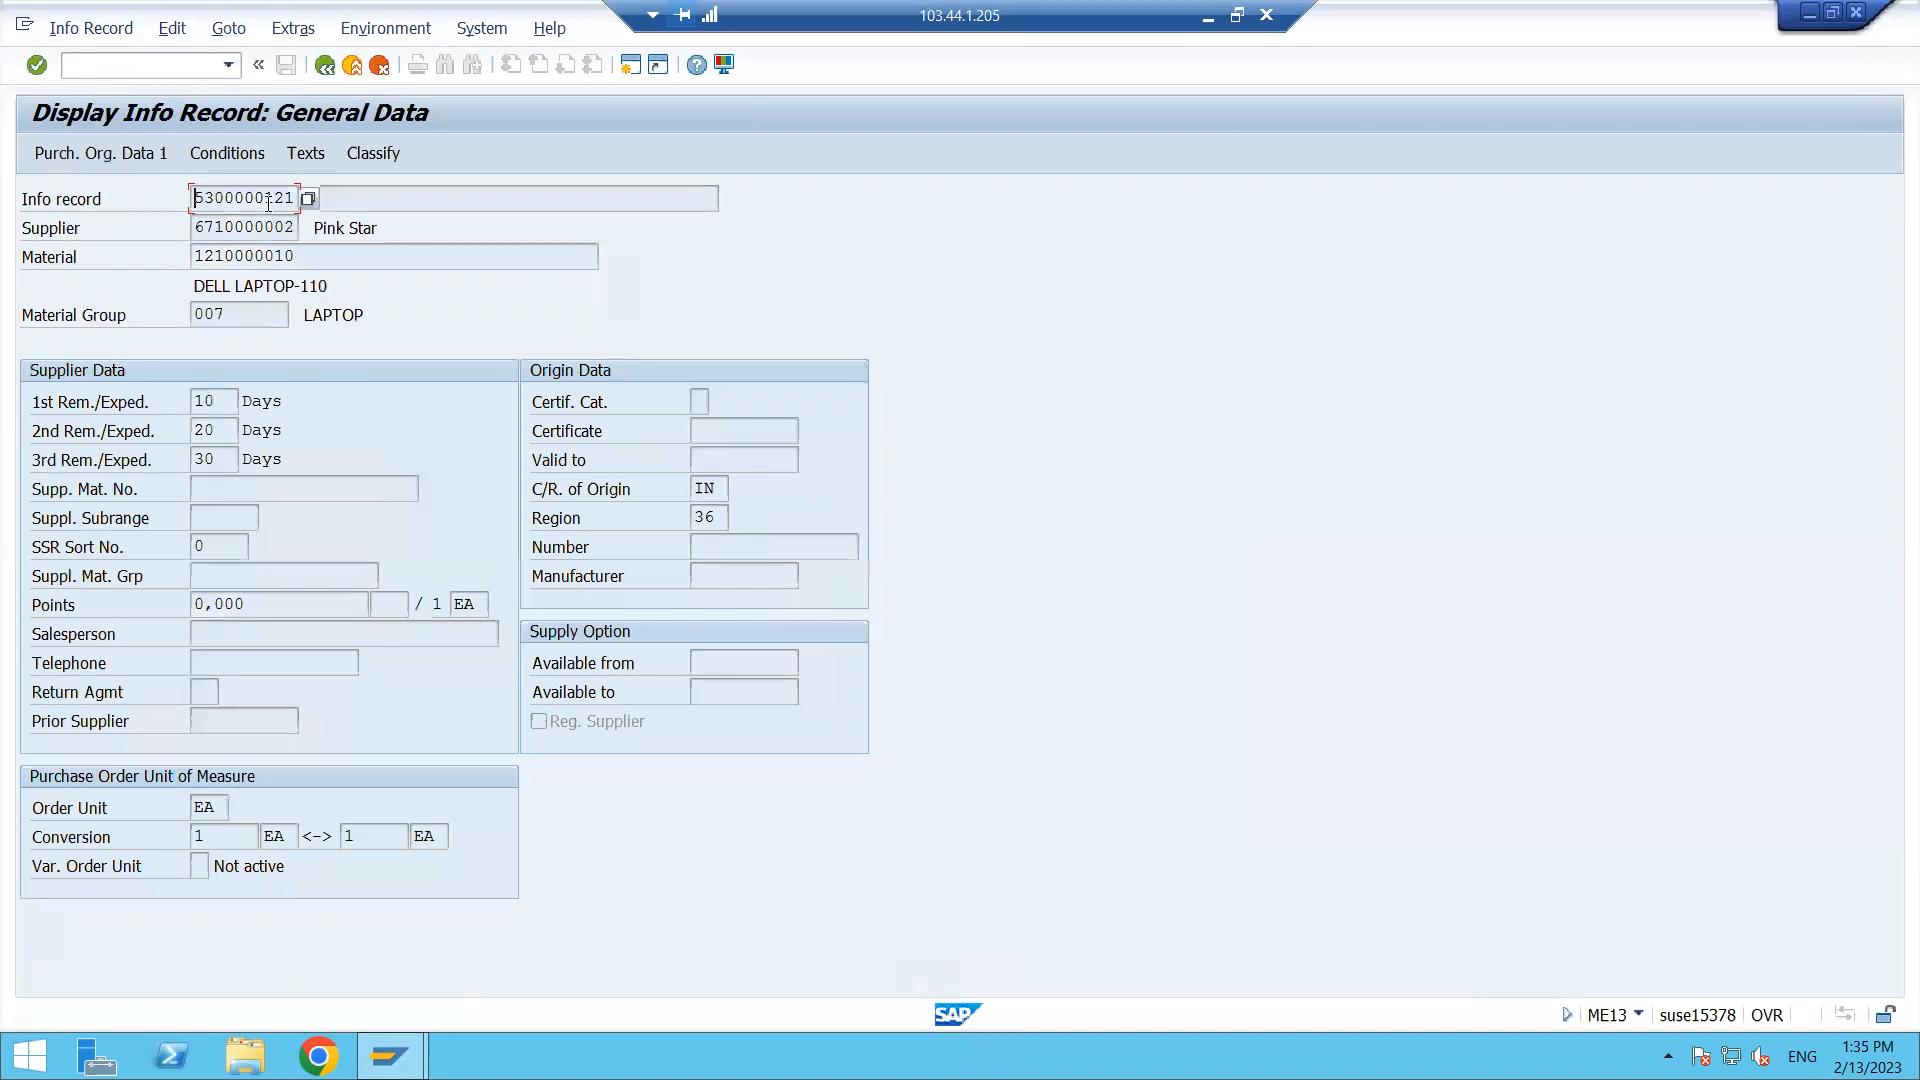 103.44.1.205
Info Record Edit Goto Extras Environment System Help
Display Info Record: General Data
Purch. Org. Data 1 Conditions Texts Classify
Info record 5300000121
Supplier 6710000002 Pink Star
Material 1210000010
DELL LAPTOP-110
Material Group 007 LAPTOP
Supplier Data
1st Rem./Exped. 10 Days
2nd Rem./Exped. 20 Days
3rd Rem./Exped. 30 Days
Supp. Mat. No.
Suppl. Subrange
SSR Sort No. 0
Suppl. Mat. Grp
Points 0,000 / 1 EA
Salesperson
Telephone
Return Agmt
Prior Supplier
Origin Data
Certif. Cat.
Certificate
Valid to
C/R. of Origin IN
Region 36
Number
Manufacturer
Supply Option
Available from
Available to
Reg. Supplier
Purchase Order Unit of Measure
Order Unit EA
Conversion 1 EA <-> 1 EA
Var. Order Unit Not active
SAP
ME13 suse15378 OVR
ENG
1:35 PM
2/13/2023